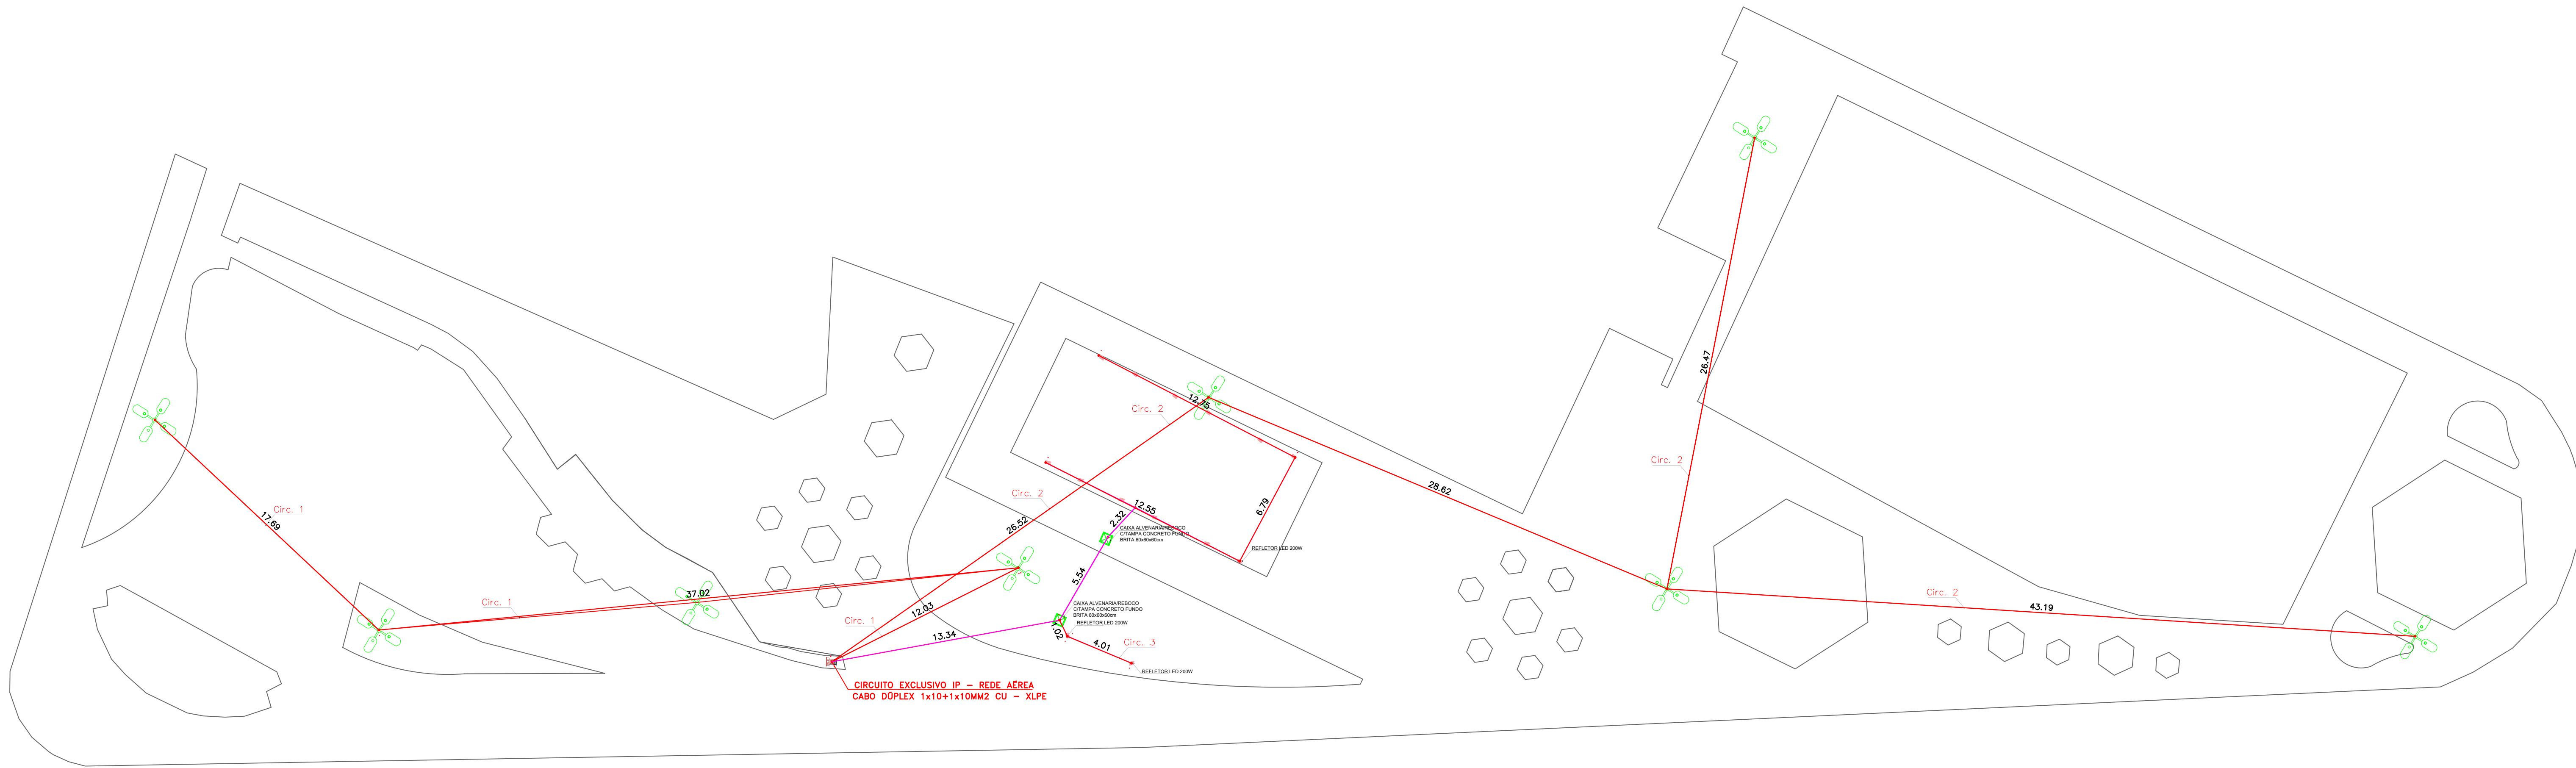 26.47
12.75
Circ. 2
Circ. 2
28.62
Circ. 2
12.55
6.79
Circ. 1
17.69
26.52
2.32
CAIXA ALVENARIA/REBOCO
C/TAMPA CONCRETO FUNDO
BRITA 60x60x60cm
REFLETOR LED 200W
5.54
37.02
Circ. 1
12.03
Circ. 1
CAIXA ALVENARIA/REBOCO
C/TAMPA CONCRETO FUNDO
BRITA 60x60x60cm
REFLETOR LED 200W
Circ. 2
43.19
13.34
1.02
4.01
Circ. 3
REFLETOR LED 200W
CIRCUITO EXCLUSIVO IP – REDE AÉREA
CABO DÚPLEX 1x10+1x10MM2 CU – XLPE